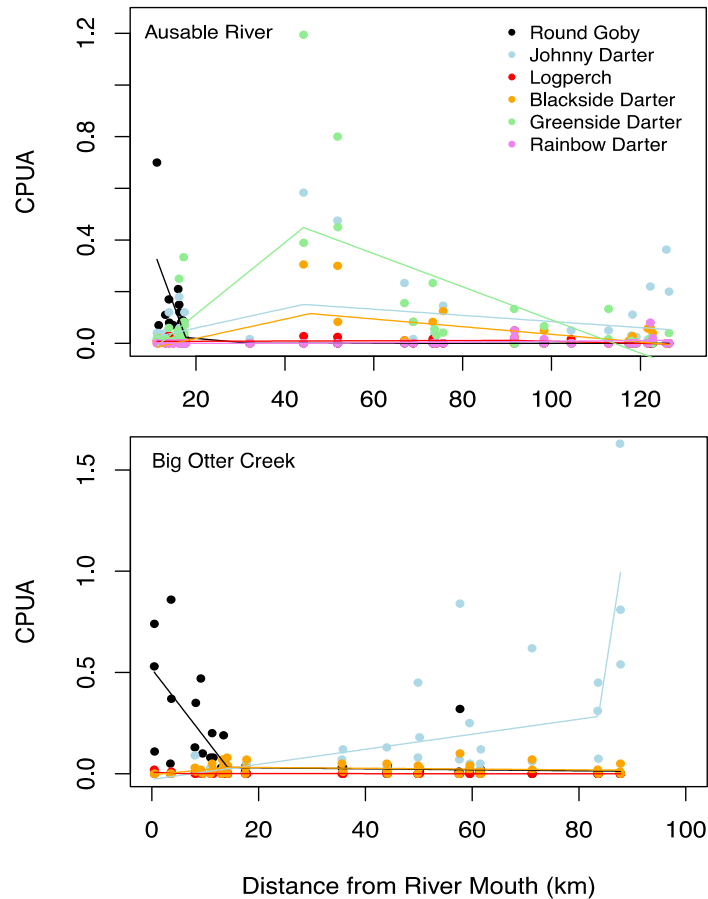 Ausable River
Round Goby
Johnny Darter
Logperch
Blackside Darter
Greenside Darter
Rainbow Darter
CPUA
1.2
0.8
0.4
0.0
20 40 60 80 100 120
Big Otter Creek
CPUA
1.5
1.0
0.5
0.0
0 20 40 60 80 100
Distance from River Mouth (km)